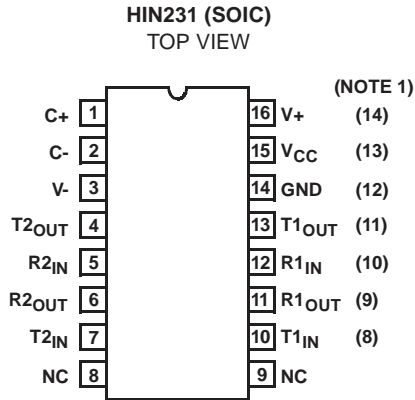 HIN231 (SOIC)
TOP VIEW
(NOTE 1)
C+ 1 16 V+ (14)
C- 2 15 VCC (13)
V- 3 14 GND (12)
T2OUT 4 13 T1OUT (11)
R2IN 5 12 R1IN (10)
R2OUT 6 11 R1OUT (9)
T2IN 7 10 T1IN (8)
NC 8 9 NC